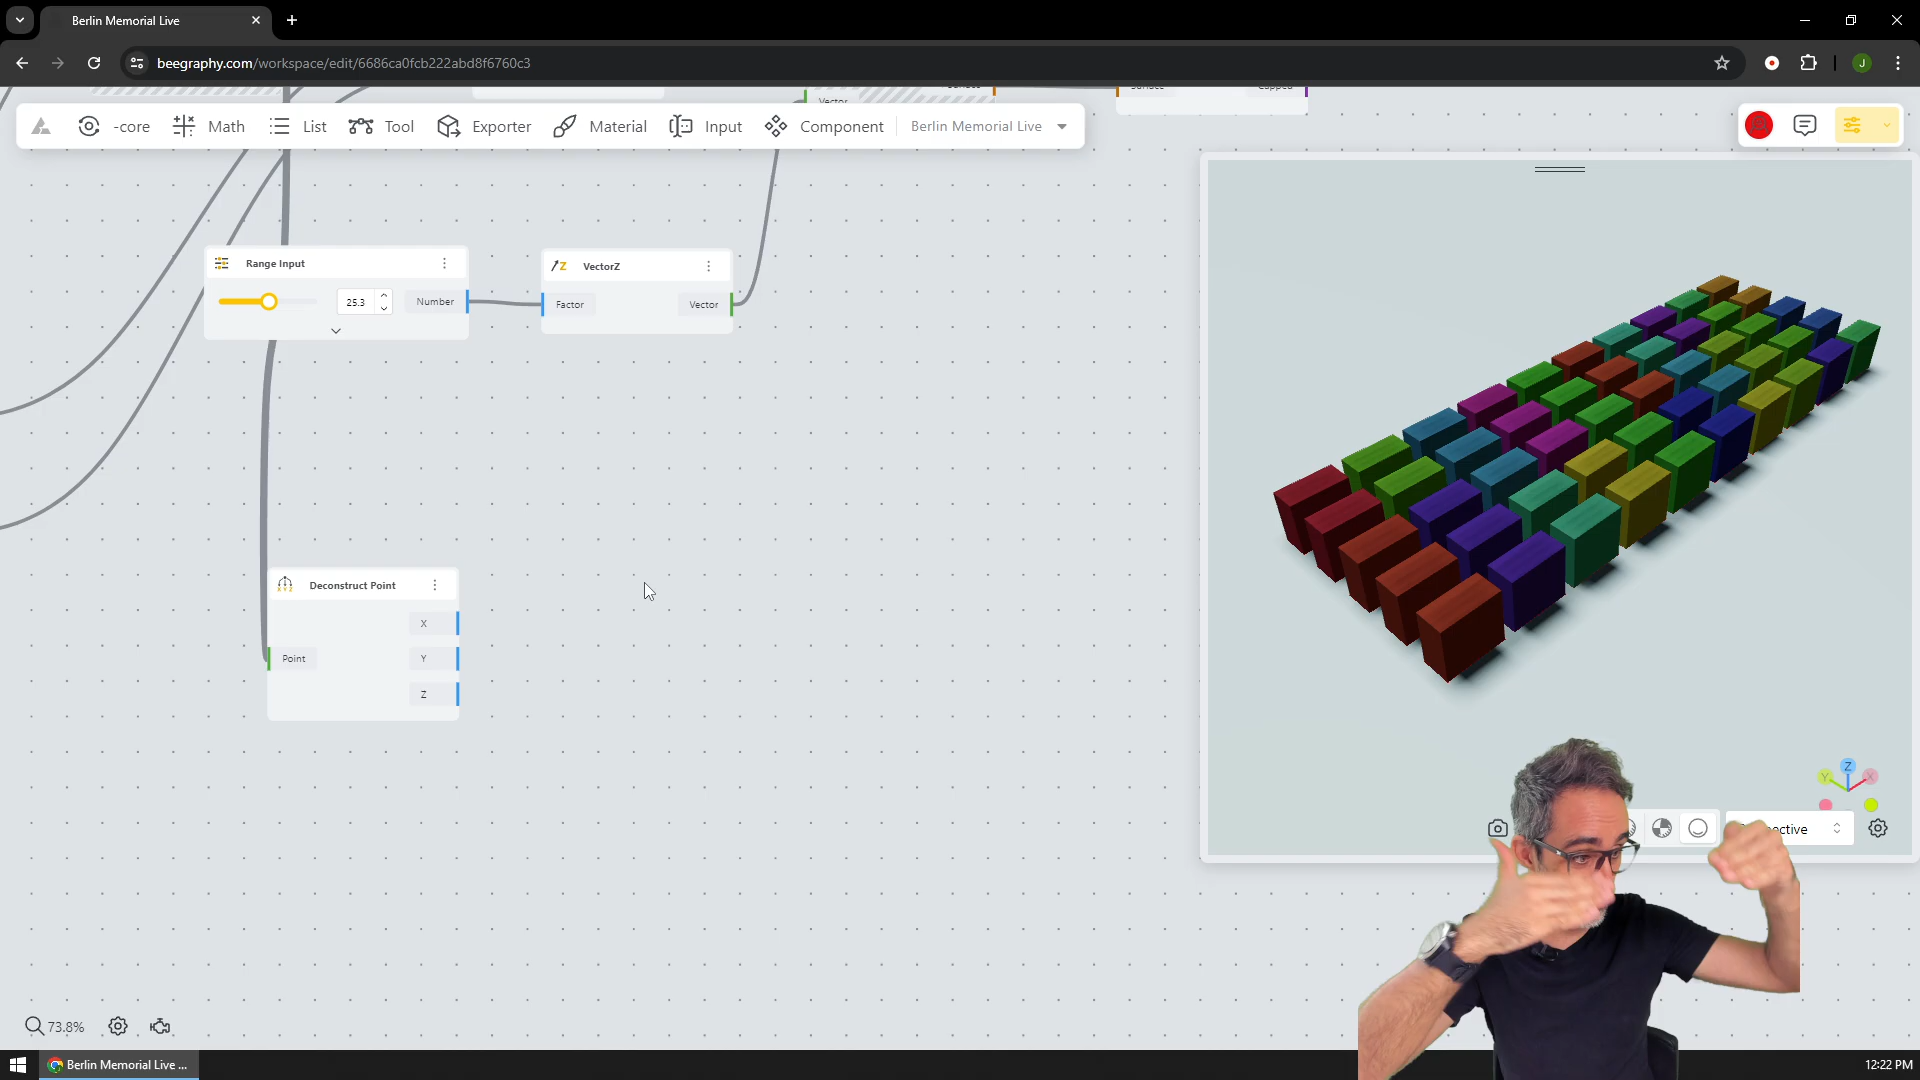 Berlin Memorial Live
beegraphy.com/workspace/edit/6686ca0fcb222abd8f6760c3
J
Vector
-core
Math
List
Tool
Exporter
Material
Input
Component
Berlin Memorial Live
Range Input
25.3
Number
VectorZ
Factor
Vector
Deconstruct Point
X
Point
Y
Z
Z
Y
X
73.8%
Berlin Memorial Live ...
12:22 PM